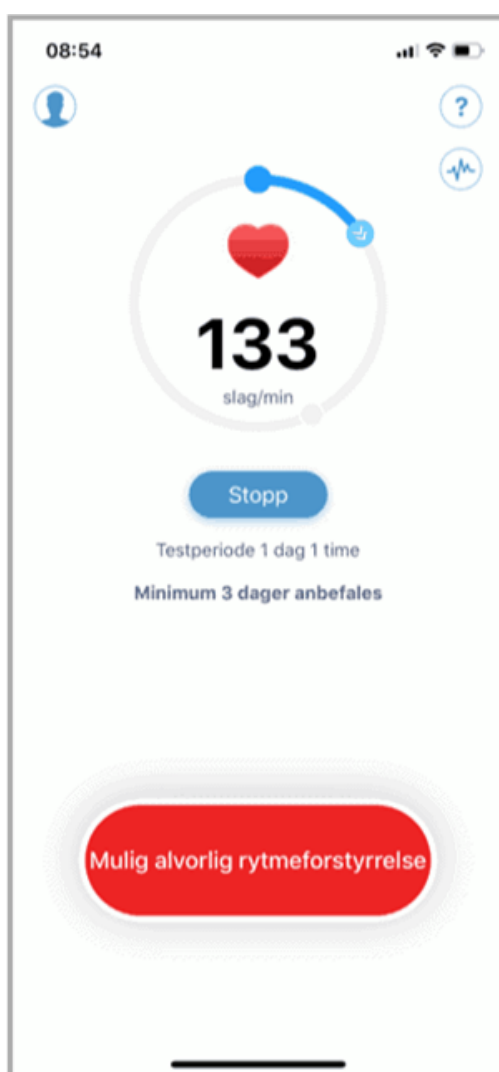 08:54
?
133
slag/min
Stopp
Testperiode 1 dag 1 time
Minimum 3 dager anbefales
Mulig alvorlig rytmeforstyrrelse